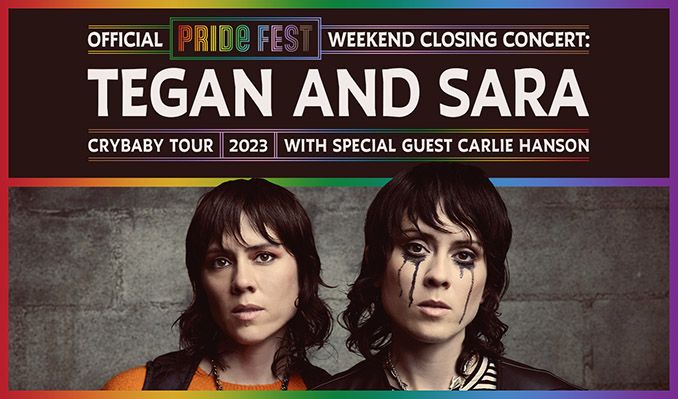 OFFICIAL PRIDE FEST WEEKEND CLOSING CONCERT:
TEGAN AND SARA
CRYBABY TOUR 2023 WITH SPECIAL GUEST CARLIE HANSON